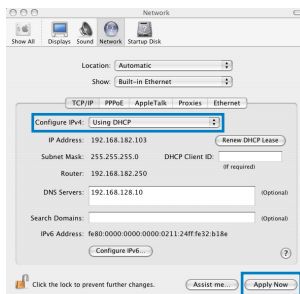 Network
Show All Displays Sound Network Startup Disk
Location: Automatic
Show: Built-in Ethernet
TCP/IP PPPoE AppleTalk Proxies Ethernet
Configure IPv4: Using DHCP
IP Address: 192.168.182.103 Renew DHCP Lease
Subnet Mask: 255.255.255.0 DHCP Client ID:
(If required)
Router: 192.168.182.250
DNS Servers: 192.168.128.10 (Optional)
Search Domains: (Optional)
IPv6 Address: fe80:0000:0000:0000:0211:24ff:fe32:b18e
Configure IPv6... ?
Click the lock to prevent further changes. Assist me... Apply Now